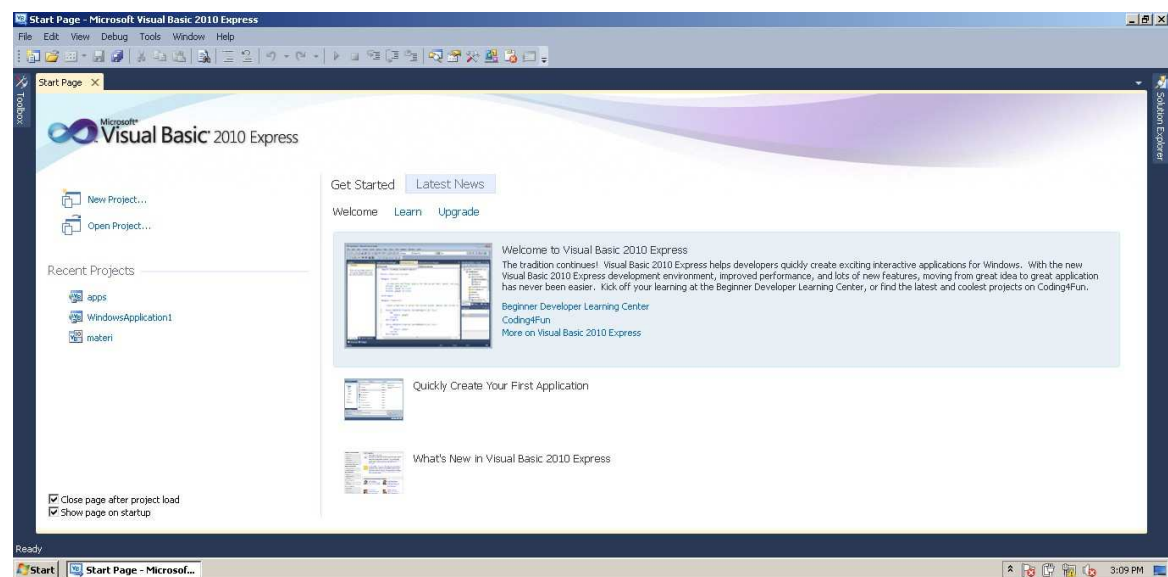 Start Page - Microsoft Visual Basic 2010 Express
File Edit View Debug Tools Window Help
Toolbox
Start Page
Solution Explorer
Microsoft®
Visual Basic® 2010 Express
New Project...
Open Project...
Recent Projects
apps
WindowsApplication1
materi
Close page after project load
Show page on startup
Get Started Latest News
Welcome Learn Upgrade
Welcome to Visual Basic 2010 Express
The tradition continues! Visual Basic 2010 Express helps developers quickly create exciting interactive applications for Windows. With the new
Visual Basic 2010 Express development environment, improved performance, and lots of new features, moving from great idea to great application
has never been easier. Kick off your learning at the Beginner Developer Learning Center, or find the latest and coolest projects on Coding4Fun.
Beginner Developer Learning Center
Coding4Fun
More on Visual Basic 2010 Express
Quickly Create Your First Application
What's New in Visual Basic 2010 Express
Ready
Start Start Page - Microsof... 3:09 PM